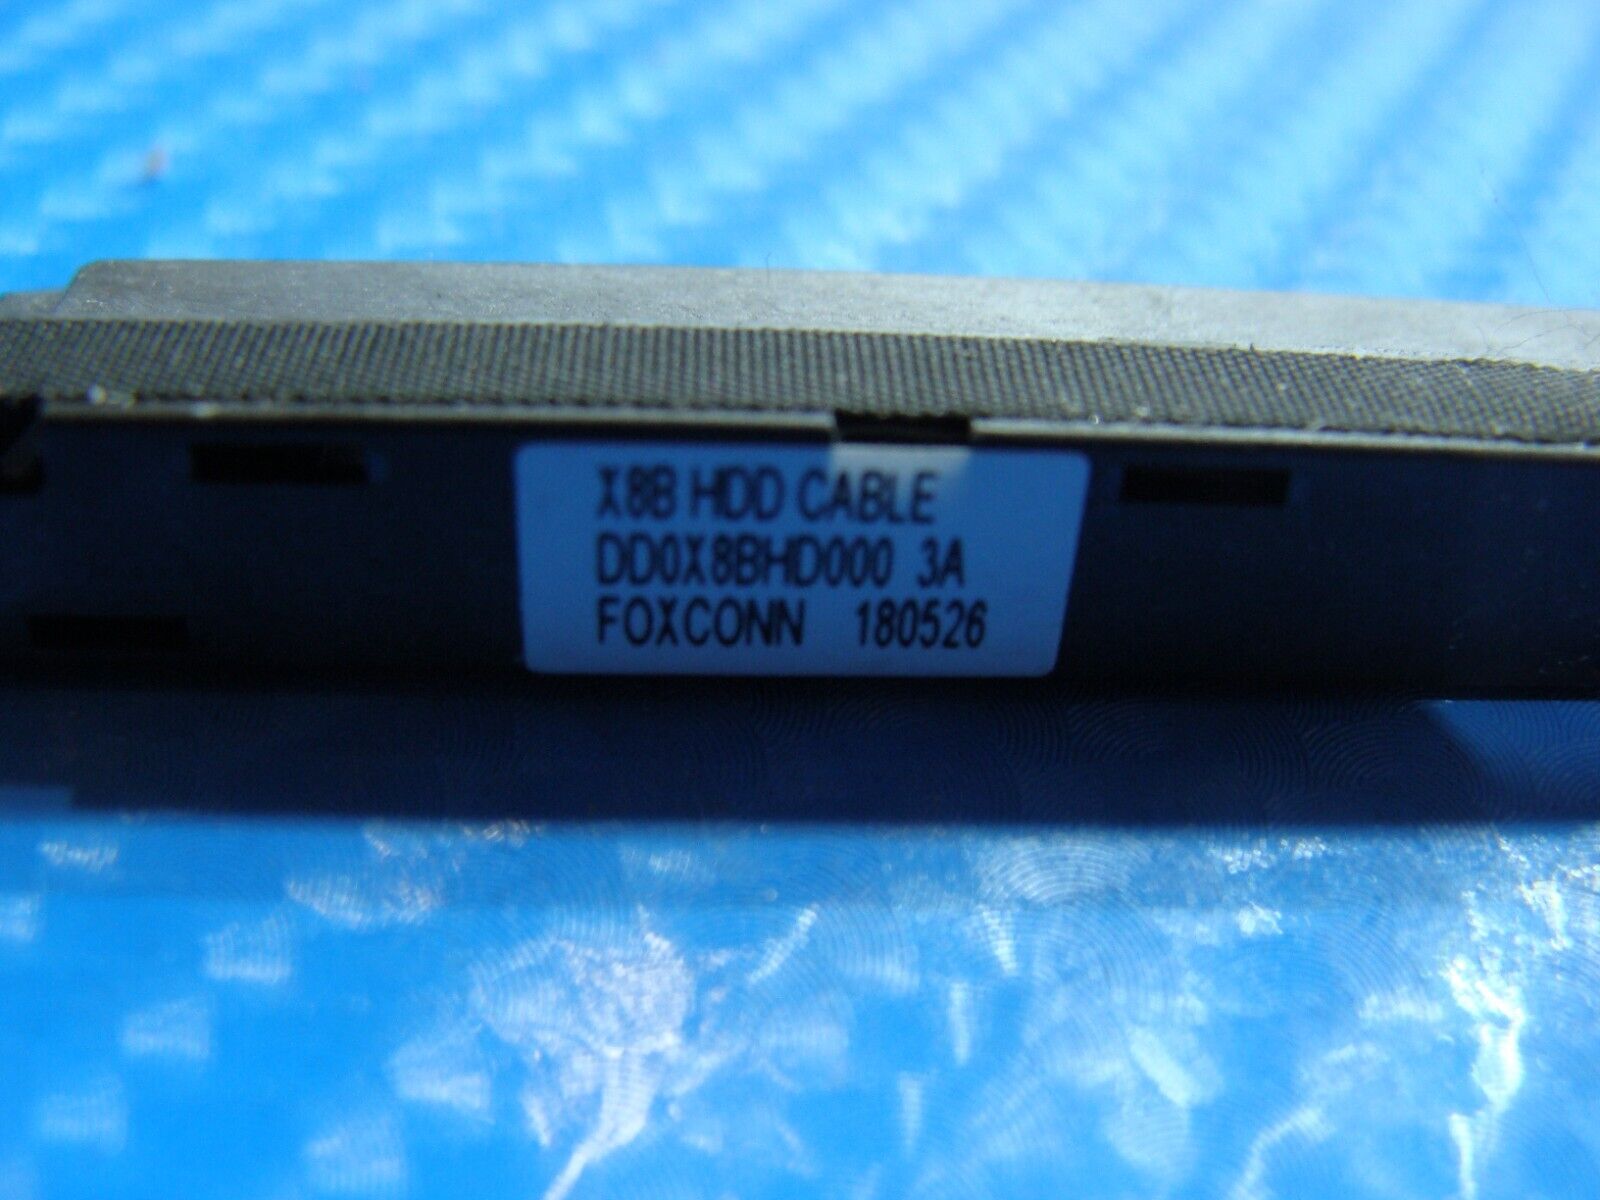 X8B HDD CABLE
DD0X8BHD000 3A
FOXCONN 180526